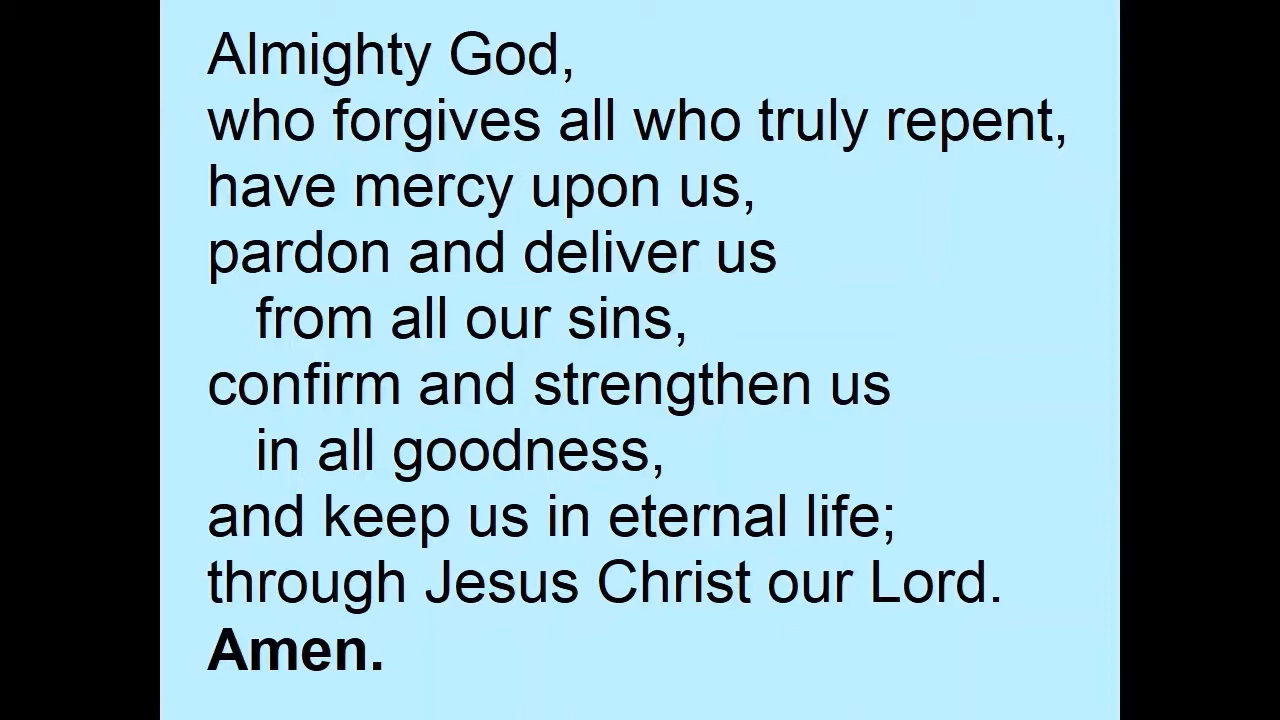 Almighty God,
who forgives all who truly repent,
have mercy upon us,
pardon and deliver us
from all our sins,
confirm and strengthen us
in all goodness,
and keep us in eternal life;
through Jesus Christ our Lord.
Amen.